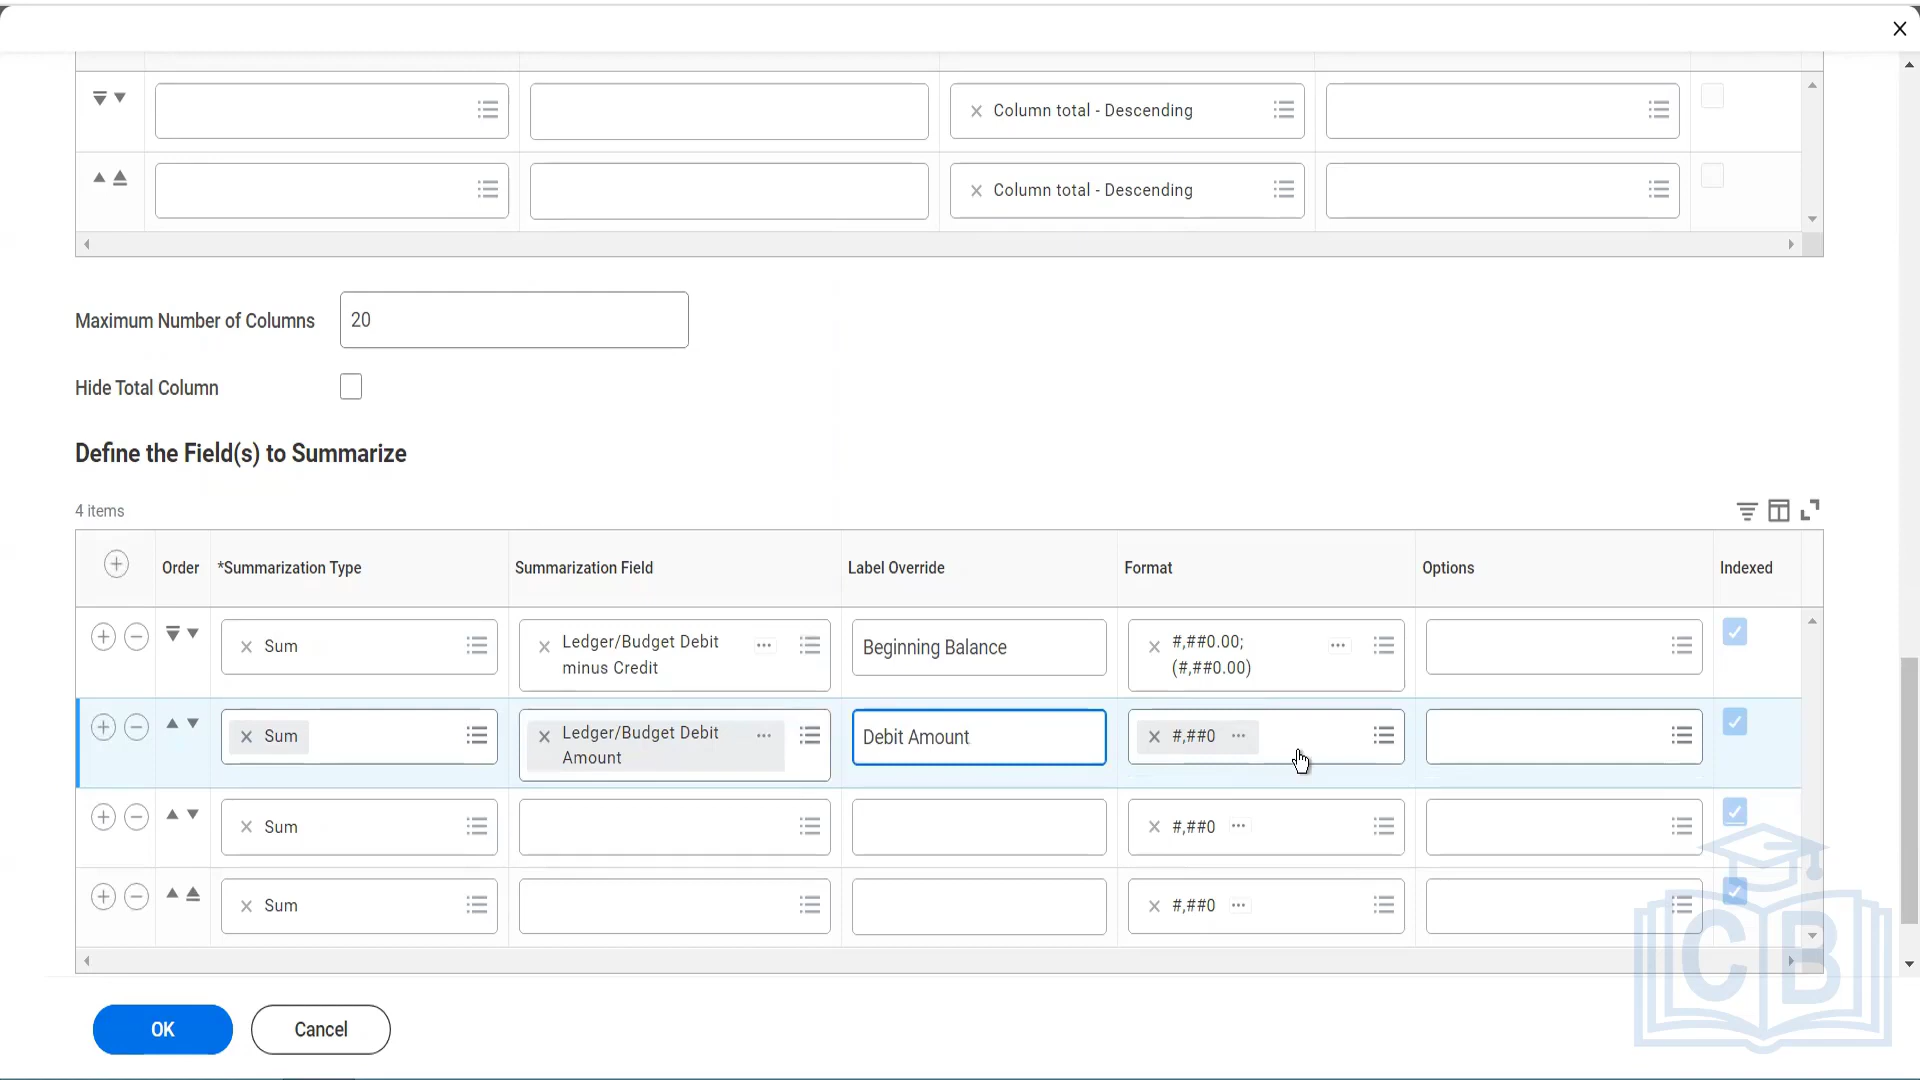 Column total - Descending
Column total - Descending
Maximum Number of Columns 20
Hide Total Column
Define the Field(s) to Summarize
4 items
Order *Summarization Type Summarization Field Label Override Format Options Indexed
Sum Ledger/Budget Debit minus Credit Beginning Balance #,##0.00; (#,##0.00)
Sum Ledger/Budget Debit Amount Debit Amount #,##0
Sum #,##0
Sum #,##0
OK Cancel
CB